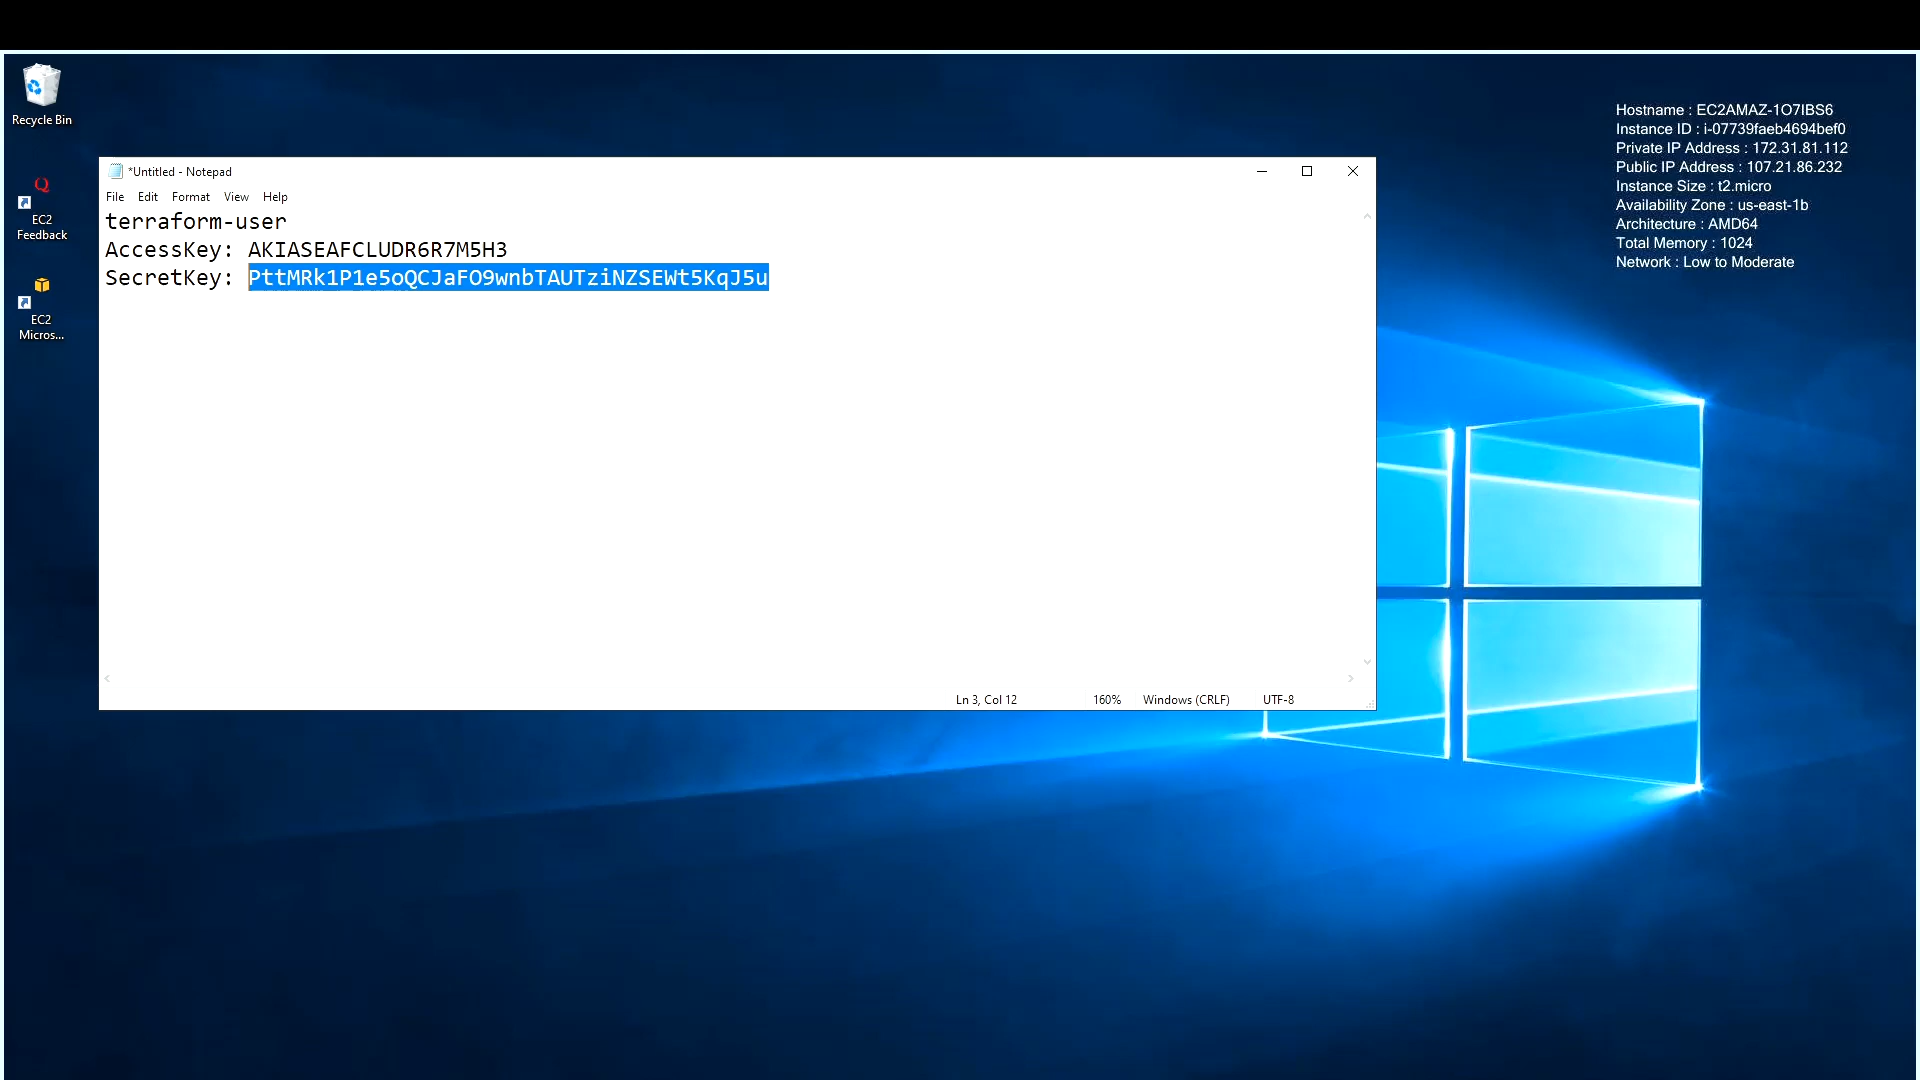 Recycle Bin
EC2
Feedback
EC2
Micros...
*Untitled - Notepad
File Edit Format View Help
terraform-user
AccessKey: AKIASEAFCLUDR6R7M5H3
SecretKey: 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
Ln 3, Col 12 160% Windows (CRLF) UTF-8
Hostname : EC2AMAZ-1O7IBS6
Instance ID : i-07739faeb4694bef0
Private IP Address : 172.31.81.112
Public IP Address : 107.21.86.232
Instance Size : t2.micro
Availability Zone : us-east-1b
Architecture : AMD64
Total Memory : 1024
Network : Low to Moderate